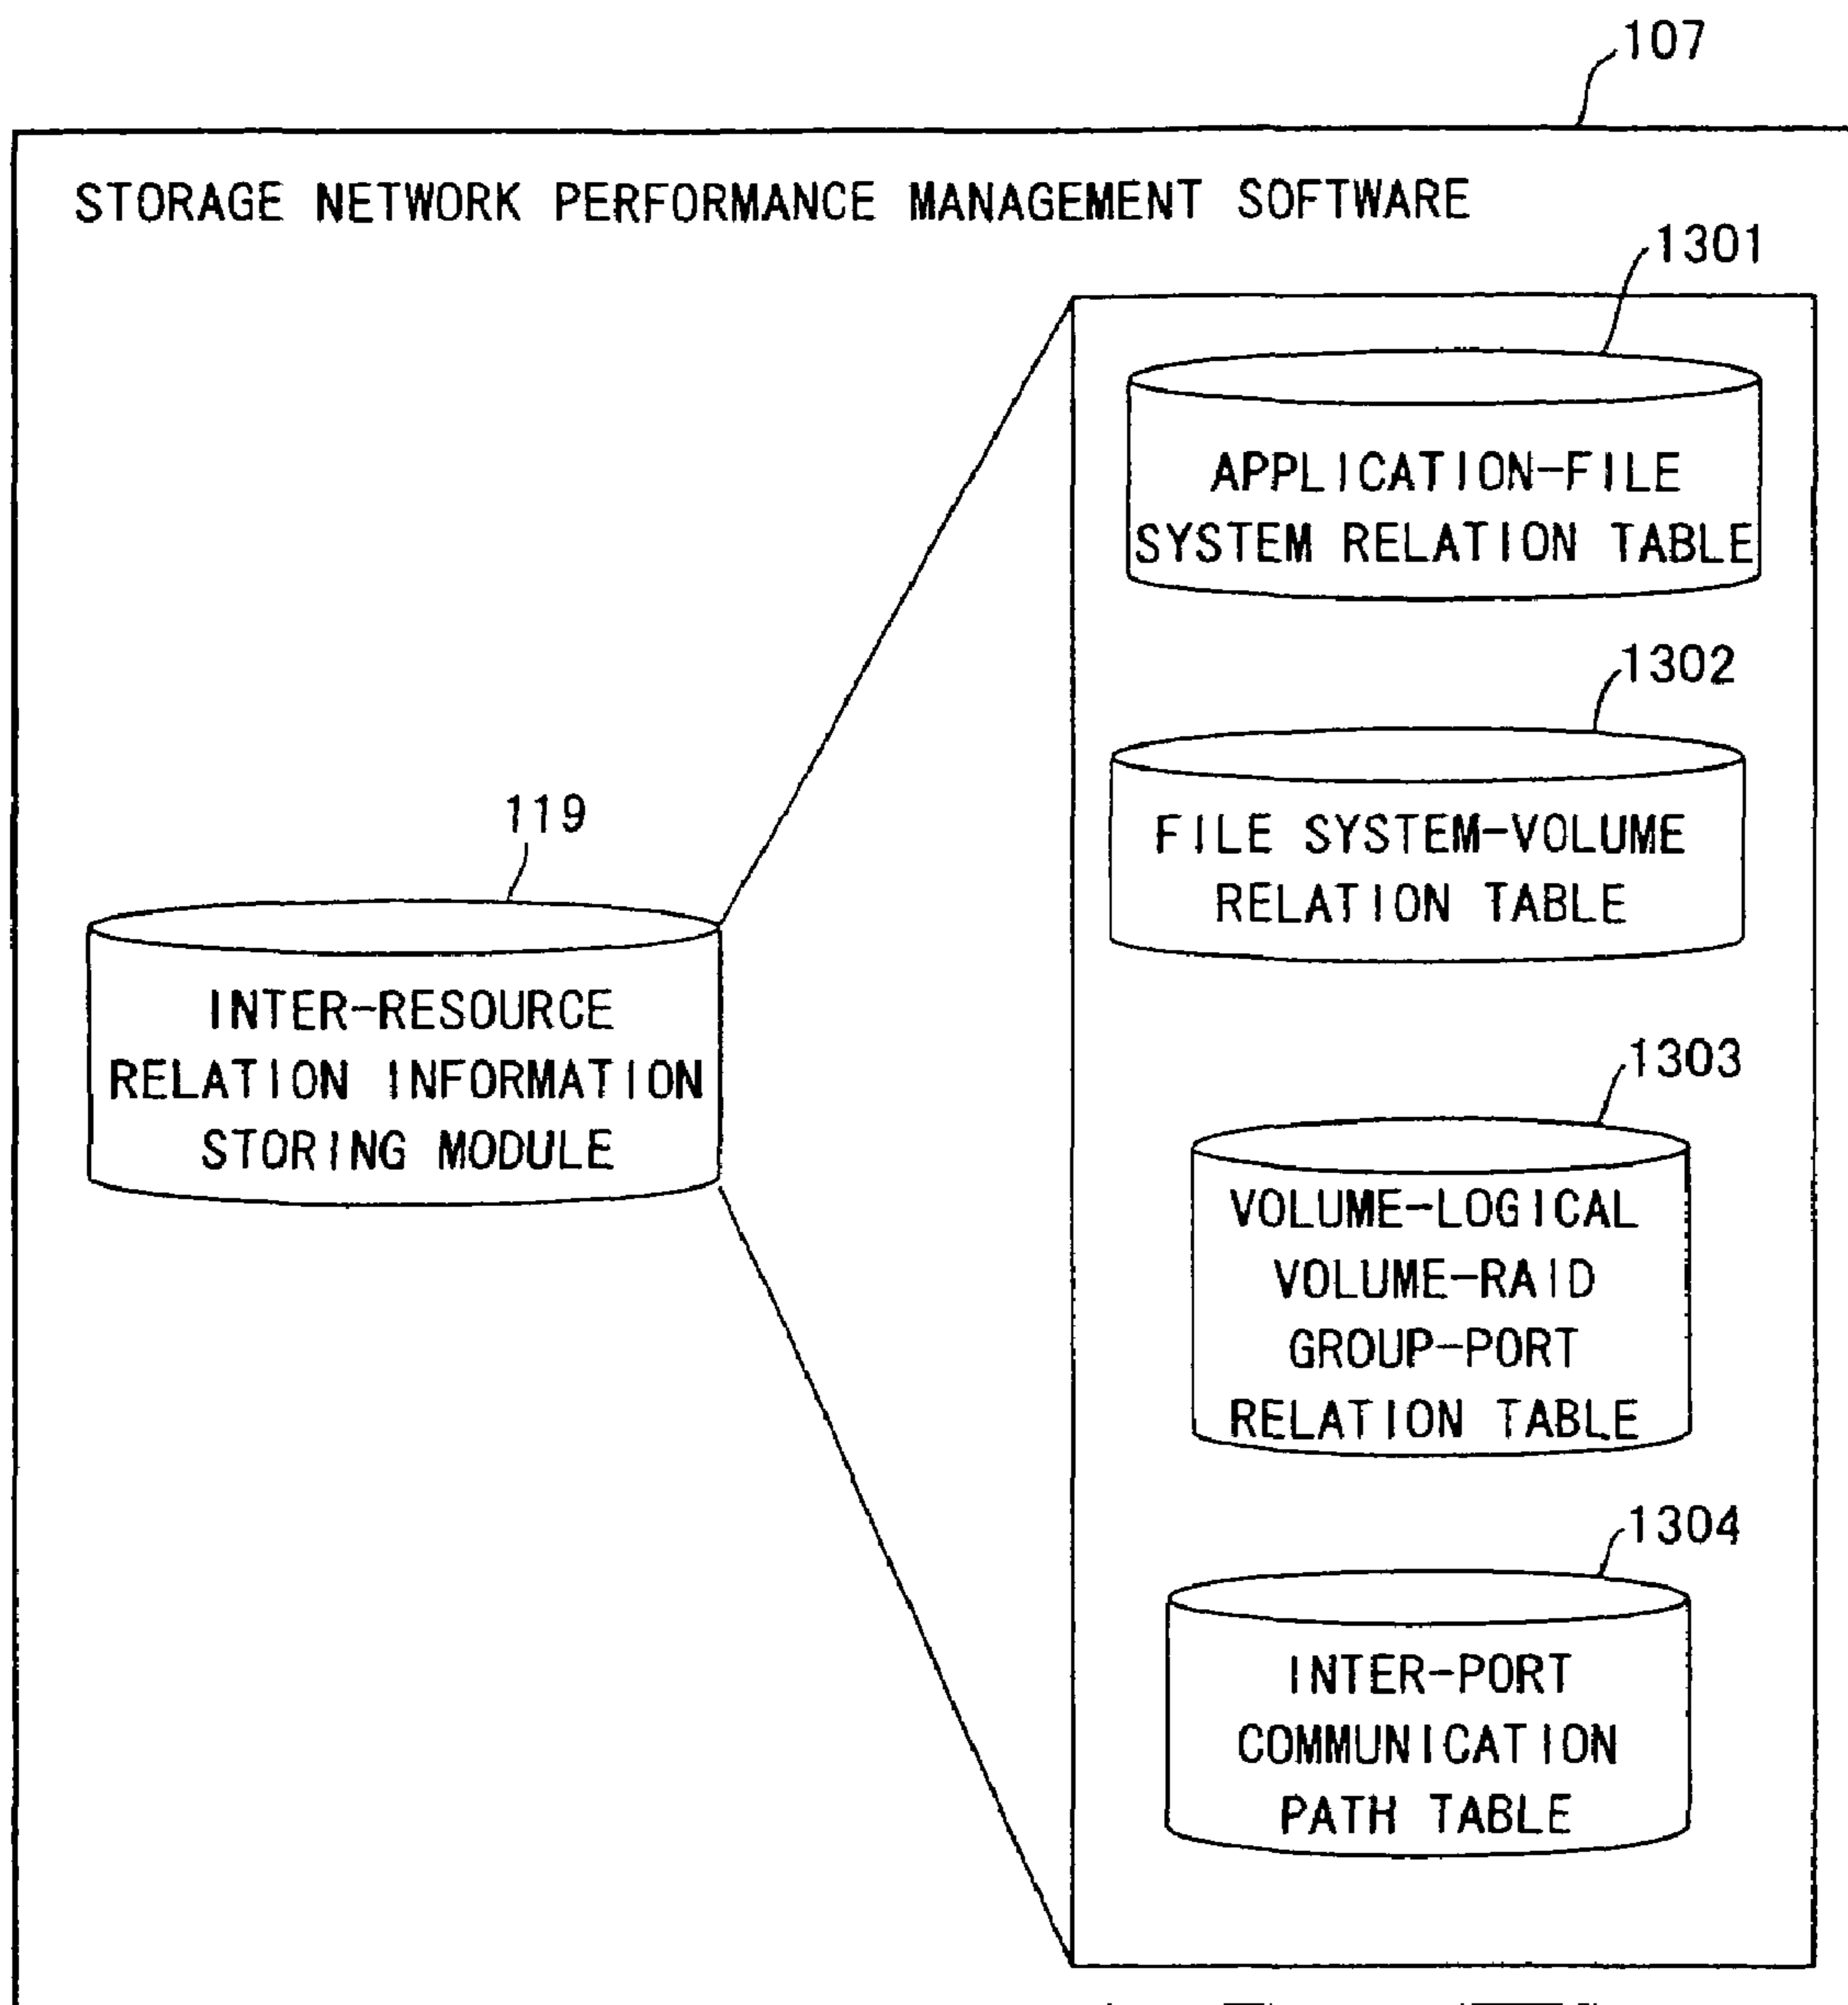 107
STORAGE NETWORK PERFORMANCE MANAGEMENT SOFTWARE
1301
APPLICATION-FILE
SYSTEM RELATION TABLE
1302
FILE SYSTEM-VOLUME
RELATION TABLE
119
INTER-RESOURCE
RELATION INFORMATION
STORING MODULE
1303
VOLUME-LOGICAL
VOLUME-RAID
GROUP-PORT
RELATION TABLE
1304
INTER-PORT
COMMUNICATION
PATH TABLE